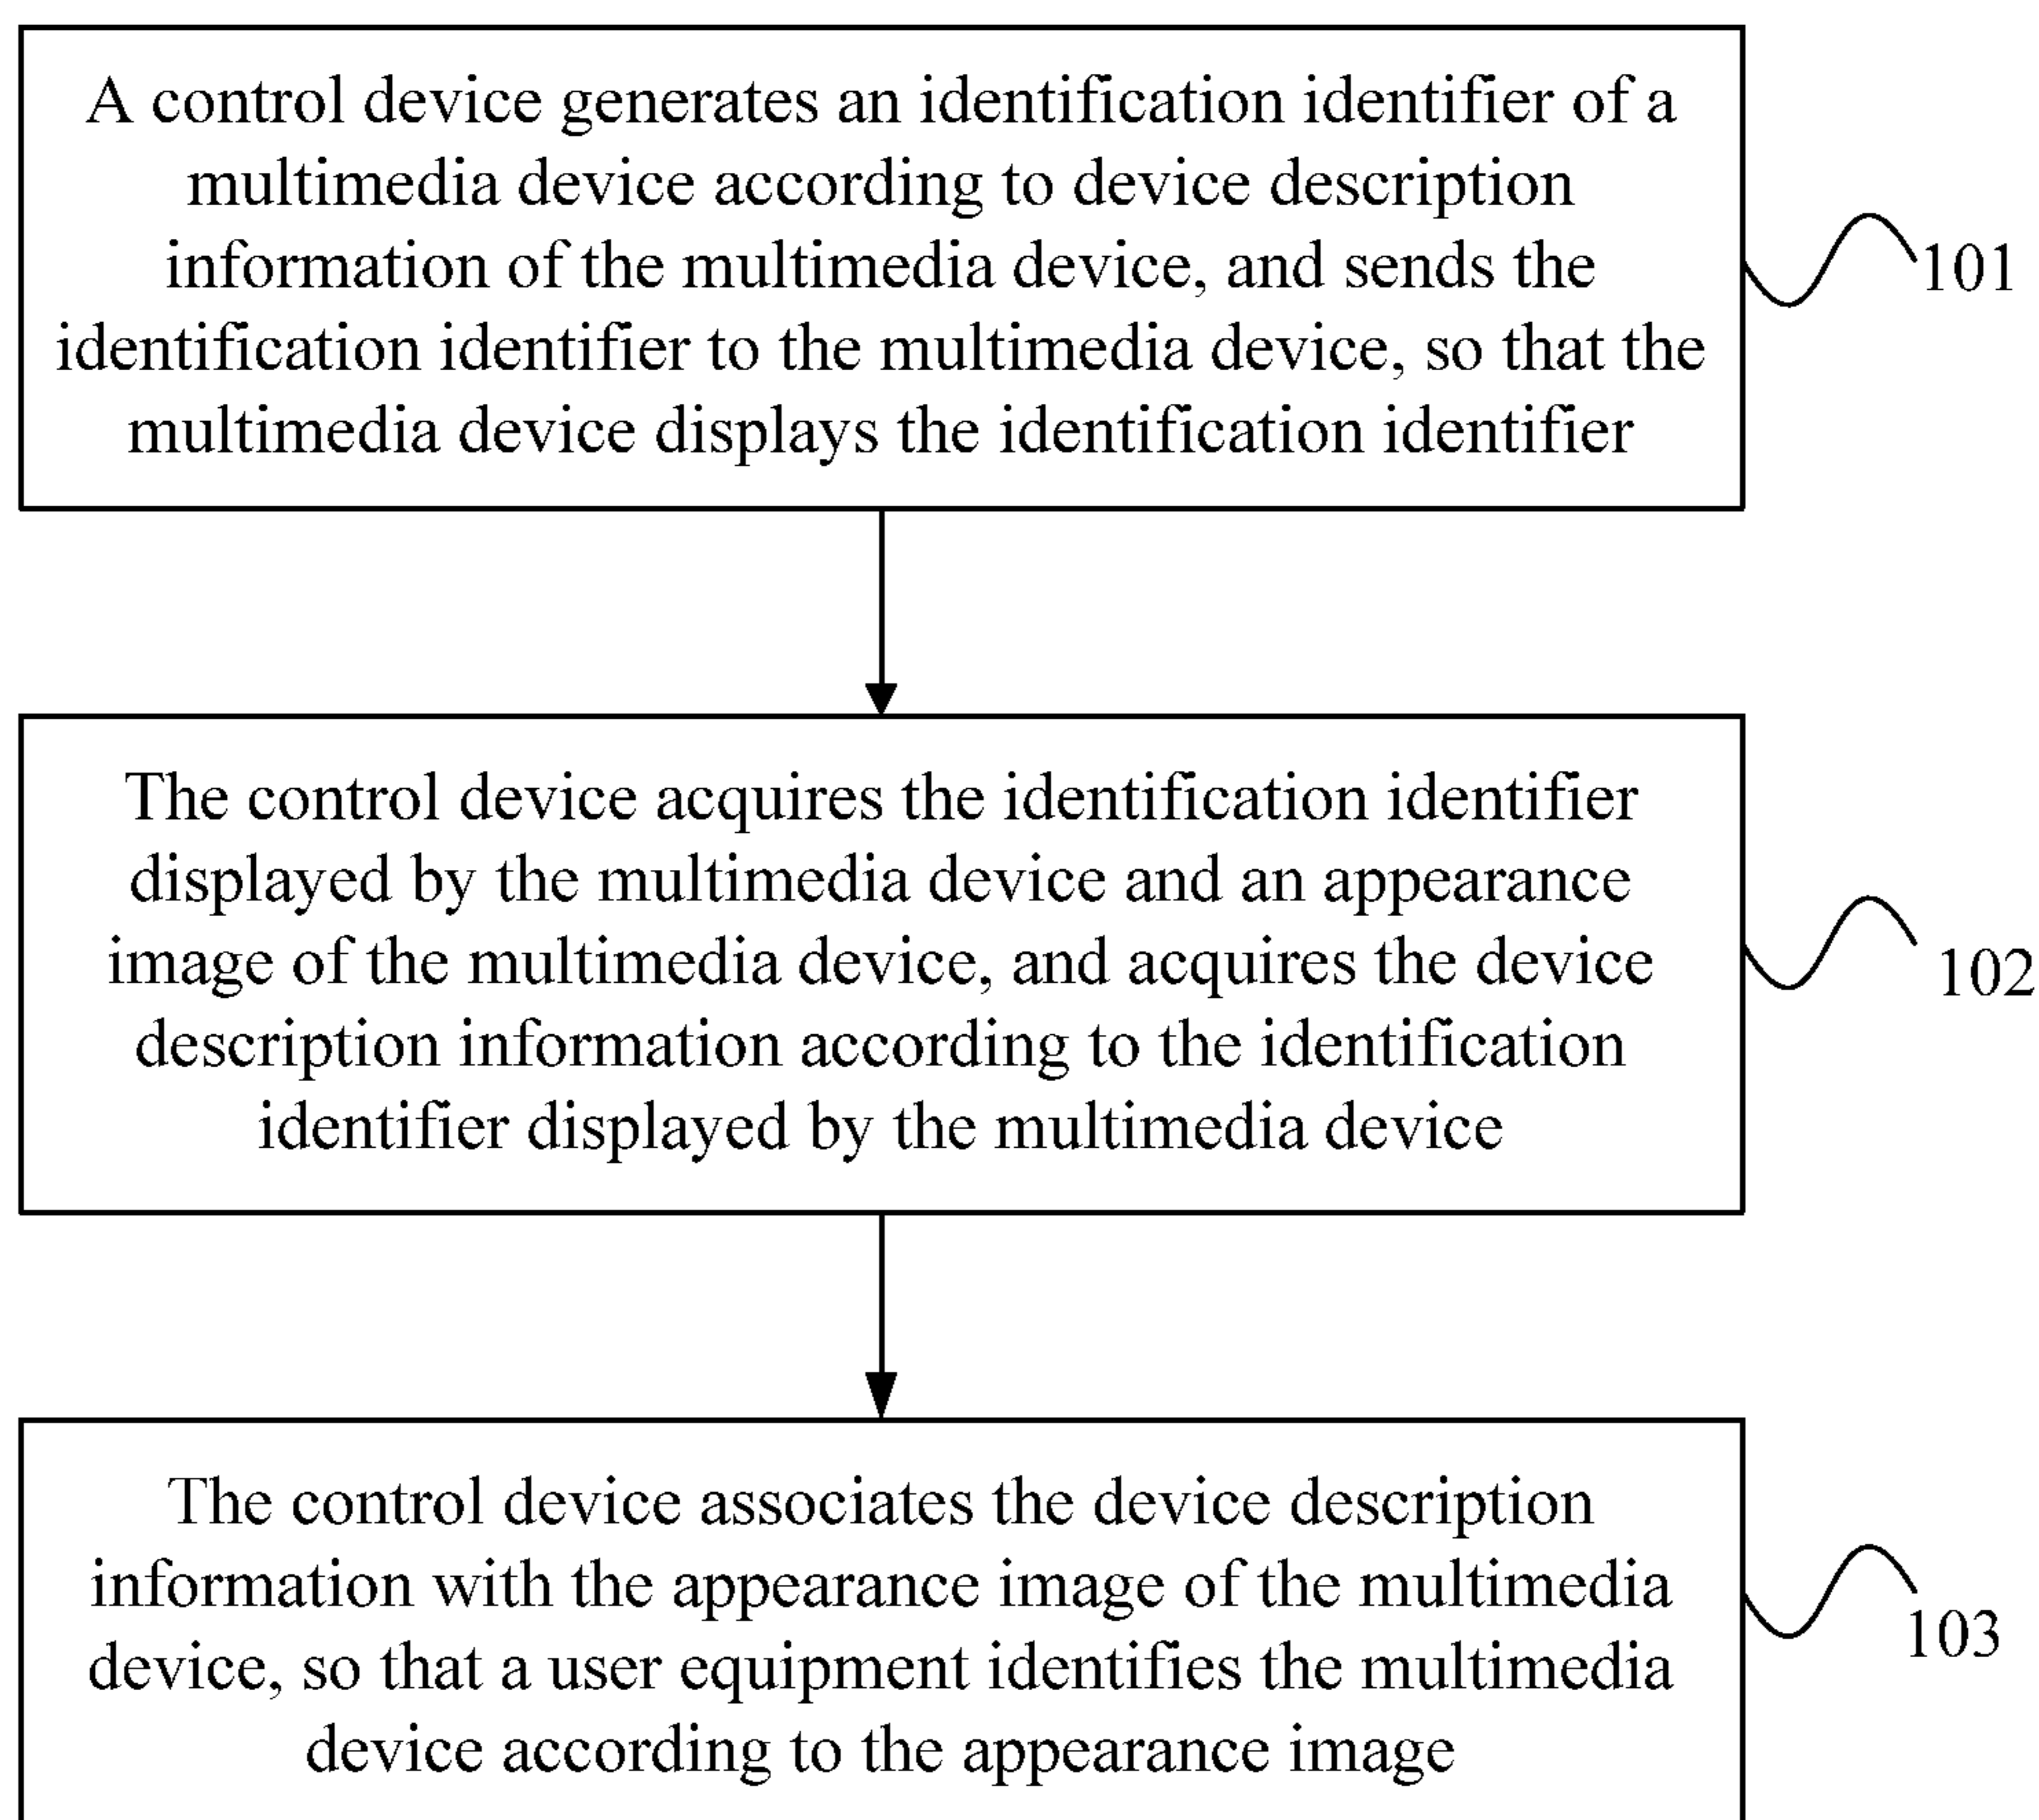 A control device generates an identification identifier of a
multimedia device according to device description
information of the multimedia device, and sends the
identification identifier to the multimedia device, so that the
multimedia device displays the identification identifier
101
The control device acquires the identification identifier
displayed by the multimedia device and an appearance
image of the multimedia device, and acquires the device
description information according to the identification
identifier displayed by the multimedia device
102
The control device associates the device description
information with the appearance image of the multimedia
device, so that a user equipment identifies the multimedia
device according to the appearance image
103